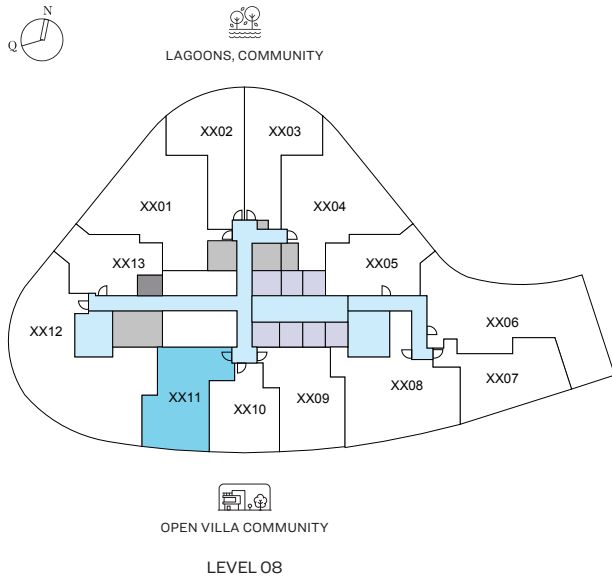 N
Q
LAGOONS, COMMUNITY
XX02
XX03
XX01
XX04
XX13
XX05
XX12
XX06
XX11
XX10
XX09
XX08
XX07
OPEN VILLA COMMUNITY
LEVEL 08